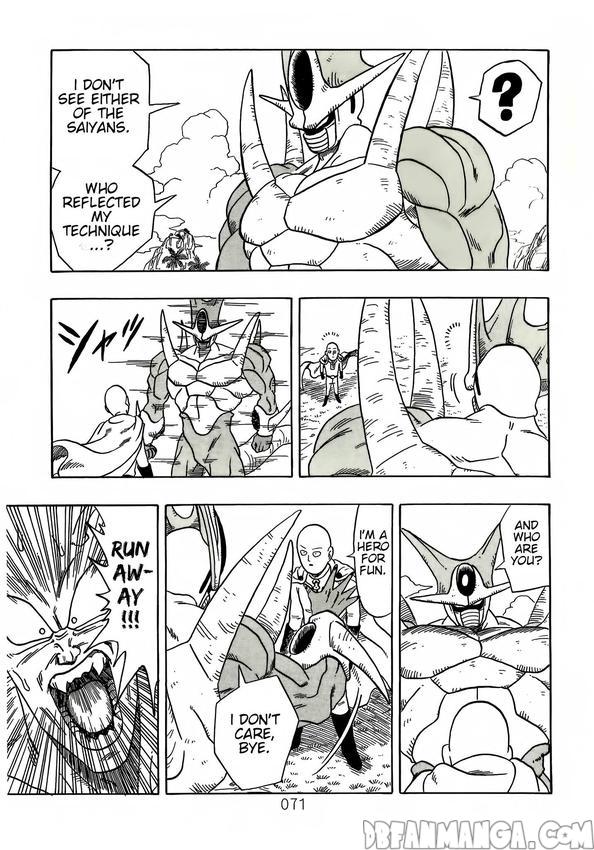 ?
I DON'T
SEE EITHER
OF THE
SAIYANS.
WHO
REFLECTED
MY
TECHNIQUE
...?
シャッ
AND
WHO
ARE
YOU?
I'M A
HERO
FOR
FUN.
I DON'T
CARE,
BYE.
RUN
AW-
AY
!!!
071
DBFANMANGA.COM